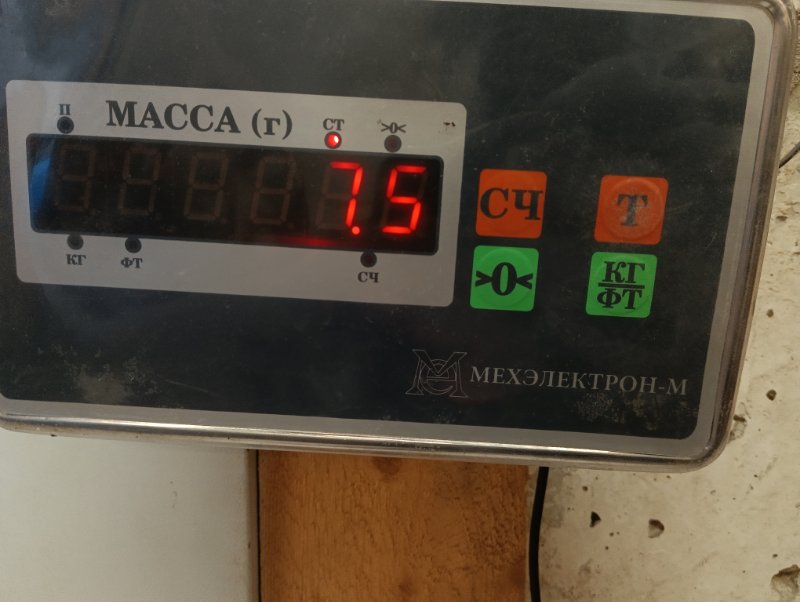 П
МАССА (г)
СТ
>0<
7.5
КГ
ФТ
СЧ
СЧ
Т
>0<
КГ
ФТ
МЕХЭЛЕКТРОН-М